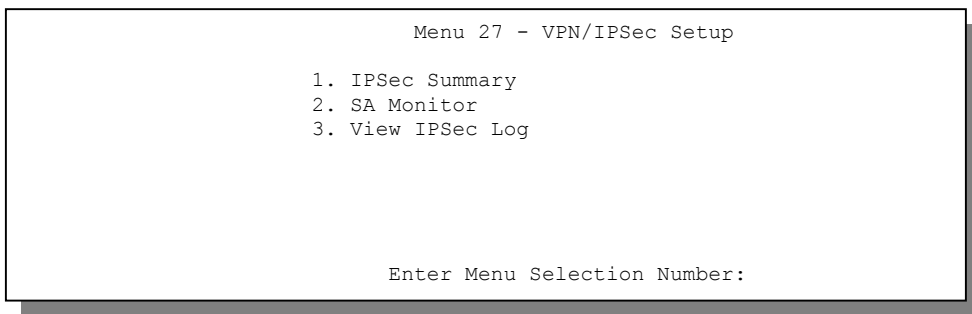 Menu 27 - VPN/IPSec Setup
1. IPSec Summary
2. SA Monitor
3. View IPSec Log
Enter Menu Selection Number: